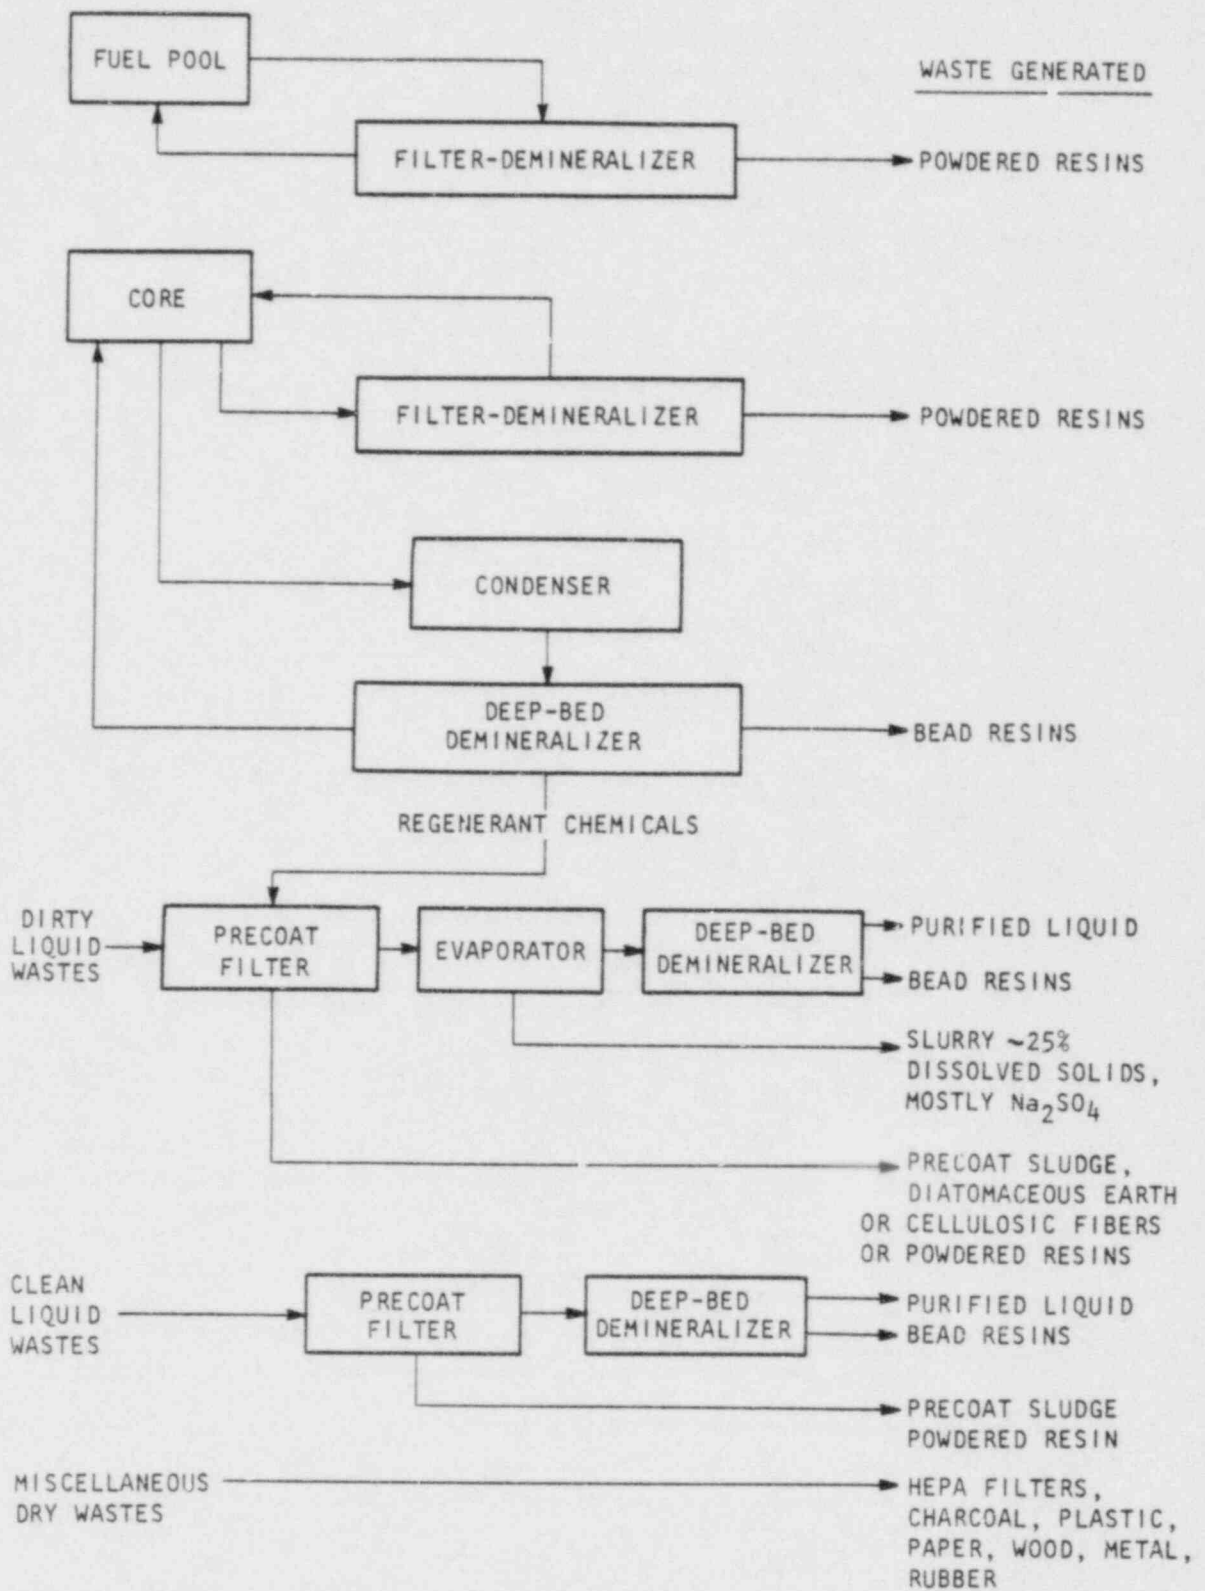 FUEL POOL
WASTE GENERATED
FILTER-DEMINERALIZER
POWDERED RESINS
CORE
FILTER-DEMINERALIZER
POWDERED RESINS
CONDENSER
DEEP-BED
DEMINERALIZER
BEAD RESINS
REGENERANT CHEMICALS
DIRTY
LIQUID
WASTES
PRECOAT
FILTER
EVAPORATOR
DEEP-BED
DEMINERALIZER
PURIFIED LIQUID
BEAD RESINS
SLURRY ~25%
DISSOLVED SOLIDS,
MOSTLY Na₂SO₄
PRECOAT SLUDGE,
DIATOMACEOUS EARTH
OR CELLULOSIC FIBERS
OR POWDERED RESINS
CLEAN
LIQUID
WASTES
PRECOAT
FILTER
DEEP-BED
DEMINERALIZER
PURIFIED LIQUID
BEAD RESINS
PRECOAT SLUDGE
POWDERED RESIN
MISCELLANEOUS
DRY WASTES
HEPA FILTERS,
CHARCOAL, PLASTIC,
PAPER, WOOD, METAL,
RUBBER